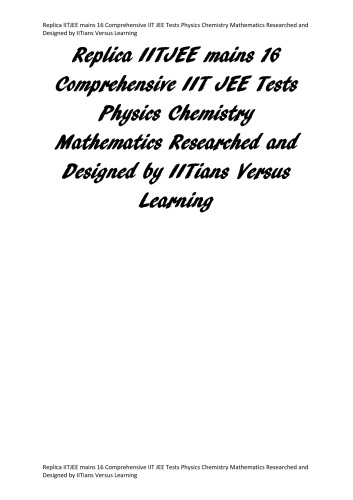 Replica IITJEE mains 16 Comprehensive IIT JEE Tests Physics Chemistry Mathematics Researched and
Designed by IITians Versus Learning
Replica IITJEE mains 16
Comprehensive IIT JEE Tests
Physics Chemistry
Mathematics Researched and
Designed by IITians Versus
Learning
Replica IITJEE mains 16 Comprehensive IIT JEE Tests Physics Chemistry Mathematics Researched and
Designed by IITians Versus Learning